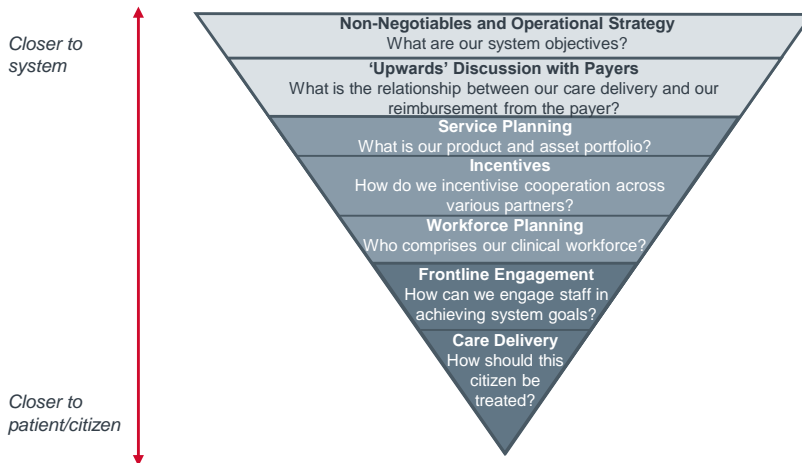 Closer to
system
Non-Negotiables and Operational Strategy
What are our system objectives?
‘Upwards’ Discussion with Payers
What is the relationship between our care delivery and our
reimbursement from the payer?
Service Planning
What is our product and asset portfolio?
Incentives
How do we incentivise cooperation across
various partners?
Workforce Planning
Who comprises our clinical workforce?
Frontline Engagement
How can we engage staff in
achieving system goals?
Care Delivery
How should this
citizen be
treated?
Closer to
patient/citizen